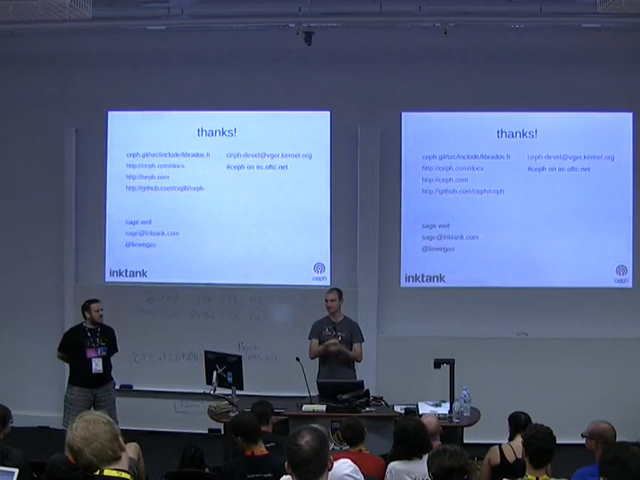 thanks!
ceph.git/src/include/librados.h
http://ceph.com/docs
http://ceph.com
http://github.com/ceph/ceph
ceph-devel@vger.kernel.org
#ceph on irc.oftc.net
sage weil
sage@inktank.com
@liewegas
inktank
ceph
thanks!
ceph.git/src/include/librados.h
http://ceph.com/docs
http://ceph.com
http://github.com/ceph/ceph
ceph-devel@vger.kernel.org
#ceph on irc.oftc.net
sage weil
sage@inktank.com
@liewegas
inktank
ceph